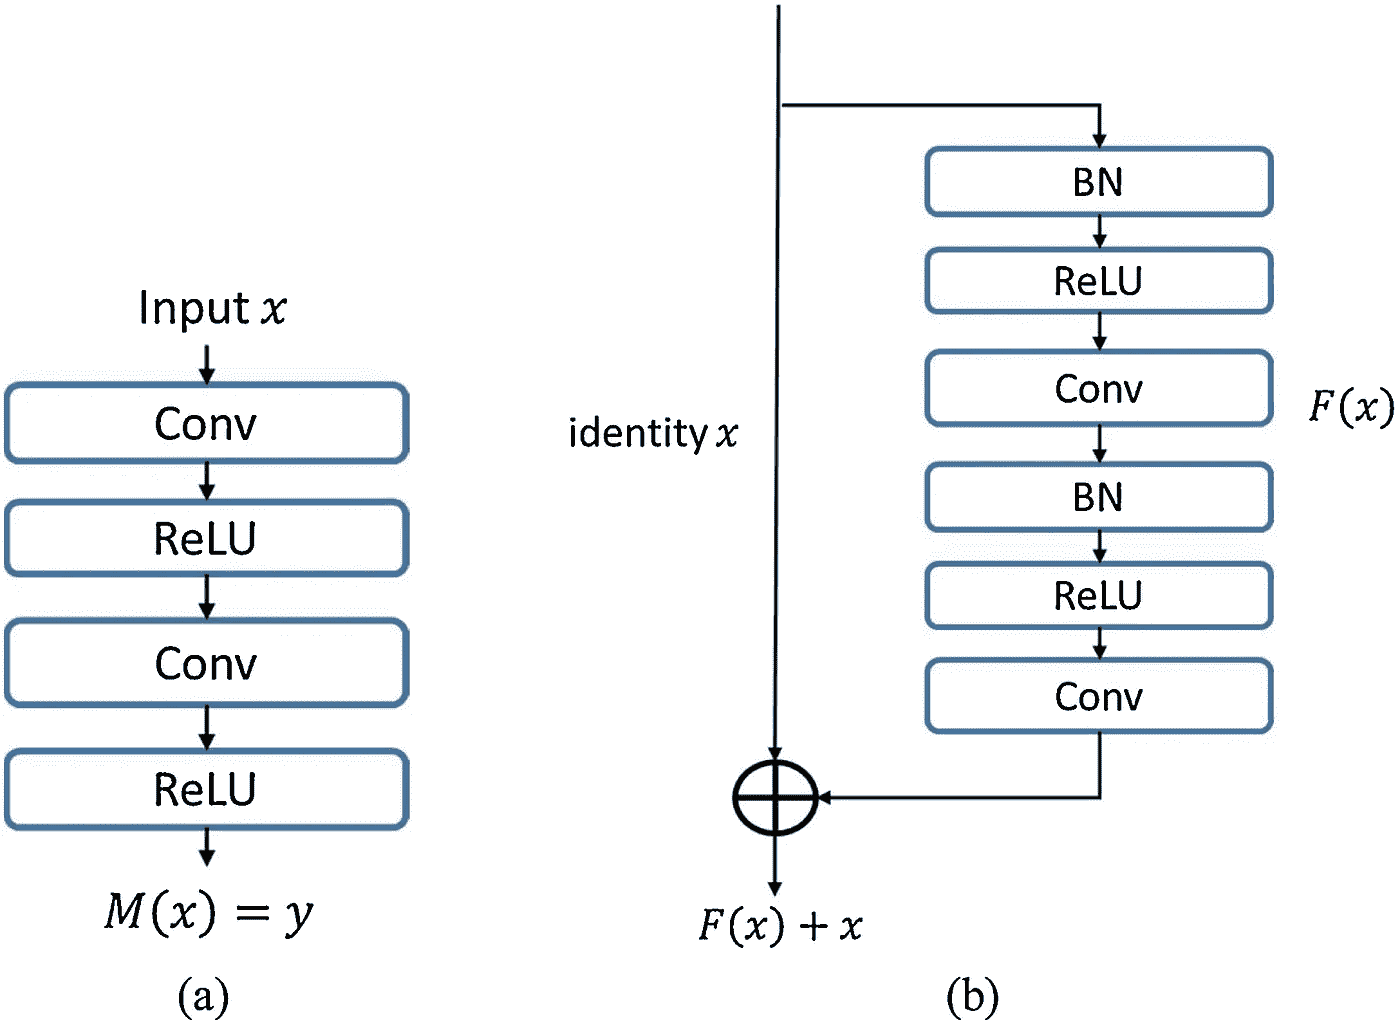 Input x
Conv
ReLU
Conv
ReLU
M(x) = y
(a)
BN
ReLU
Conv
BN
ReLU
Conv
F(x)
identity x
F(x) + x
(b)